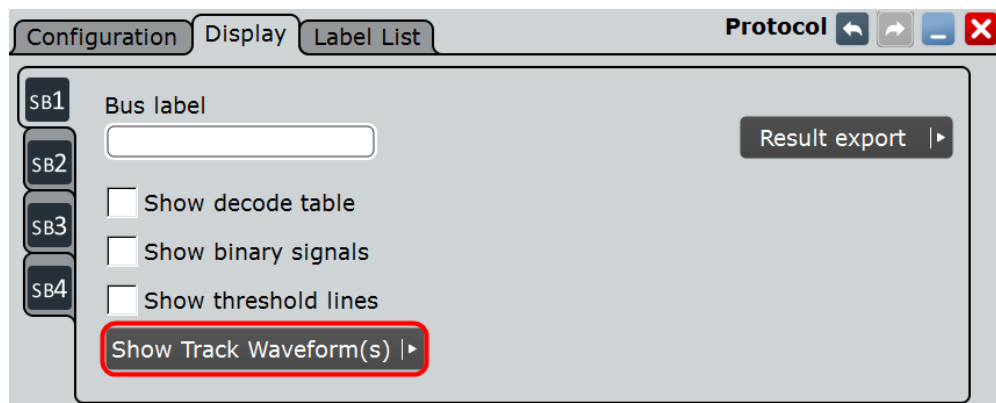 Configuration Display Label List Protocol
SB1
Bus label
Result export
SB2
Show decode table
SB3
Show binary signals
SB4
Show threshold lines
Show Track Waveform(s)